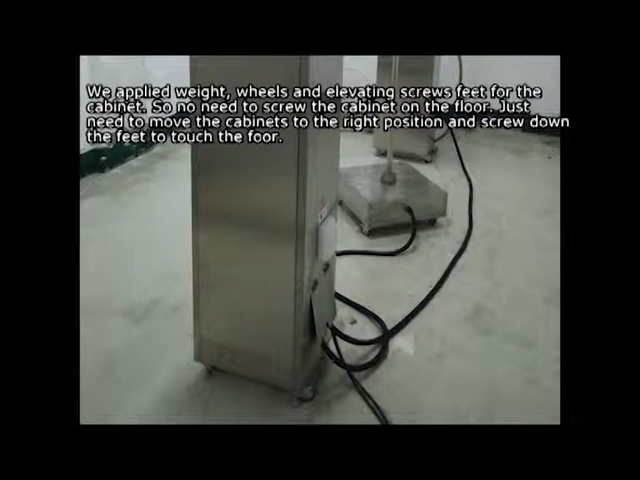 We applied weight, wheels and elevating screws feet for the
cabinet. So no need to screw the cabinet on the floor. Just
need to move the cabinets to the right position and screw down
the feet to touch the foor.